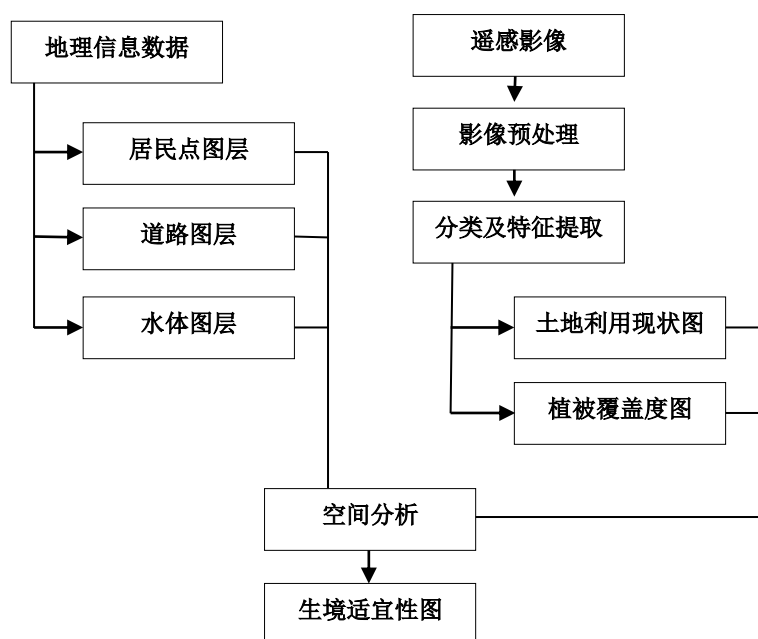 地理信息数据
居民点图层
道路图层
水体图层
遥感影像
影像预处理
分类及特征提取
土地利用现状图
植被覆盖度图
空间分析
生境适宜性图